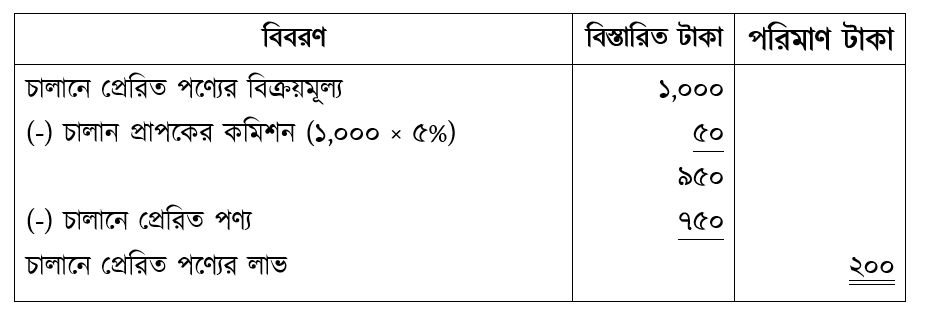 বিবরণ বিস্তারিত টাকা পরিমাণ টাকা
চালানে প্রেরিত পণ্যের বিক্রয়মূল্য ১,০০০
(-) চালান প্রাপকের কমিশন (১,০০০ × ৫%) ৫০
৯৫০
(-) চালানে প্রেরিত পণ্য ৭৫০
চালানে প্রেরিত পণ্যের লাভ ২০০